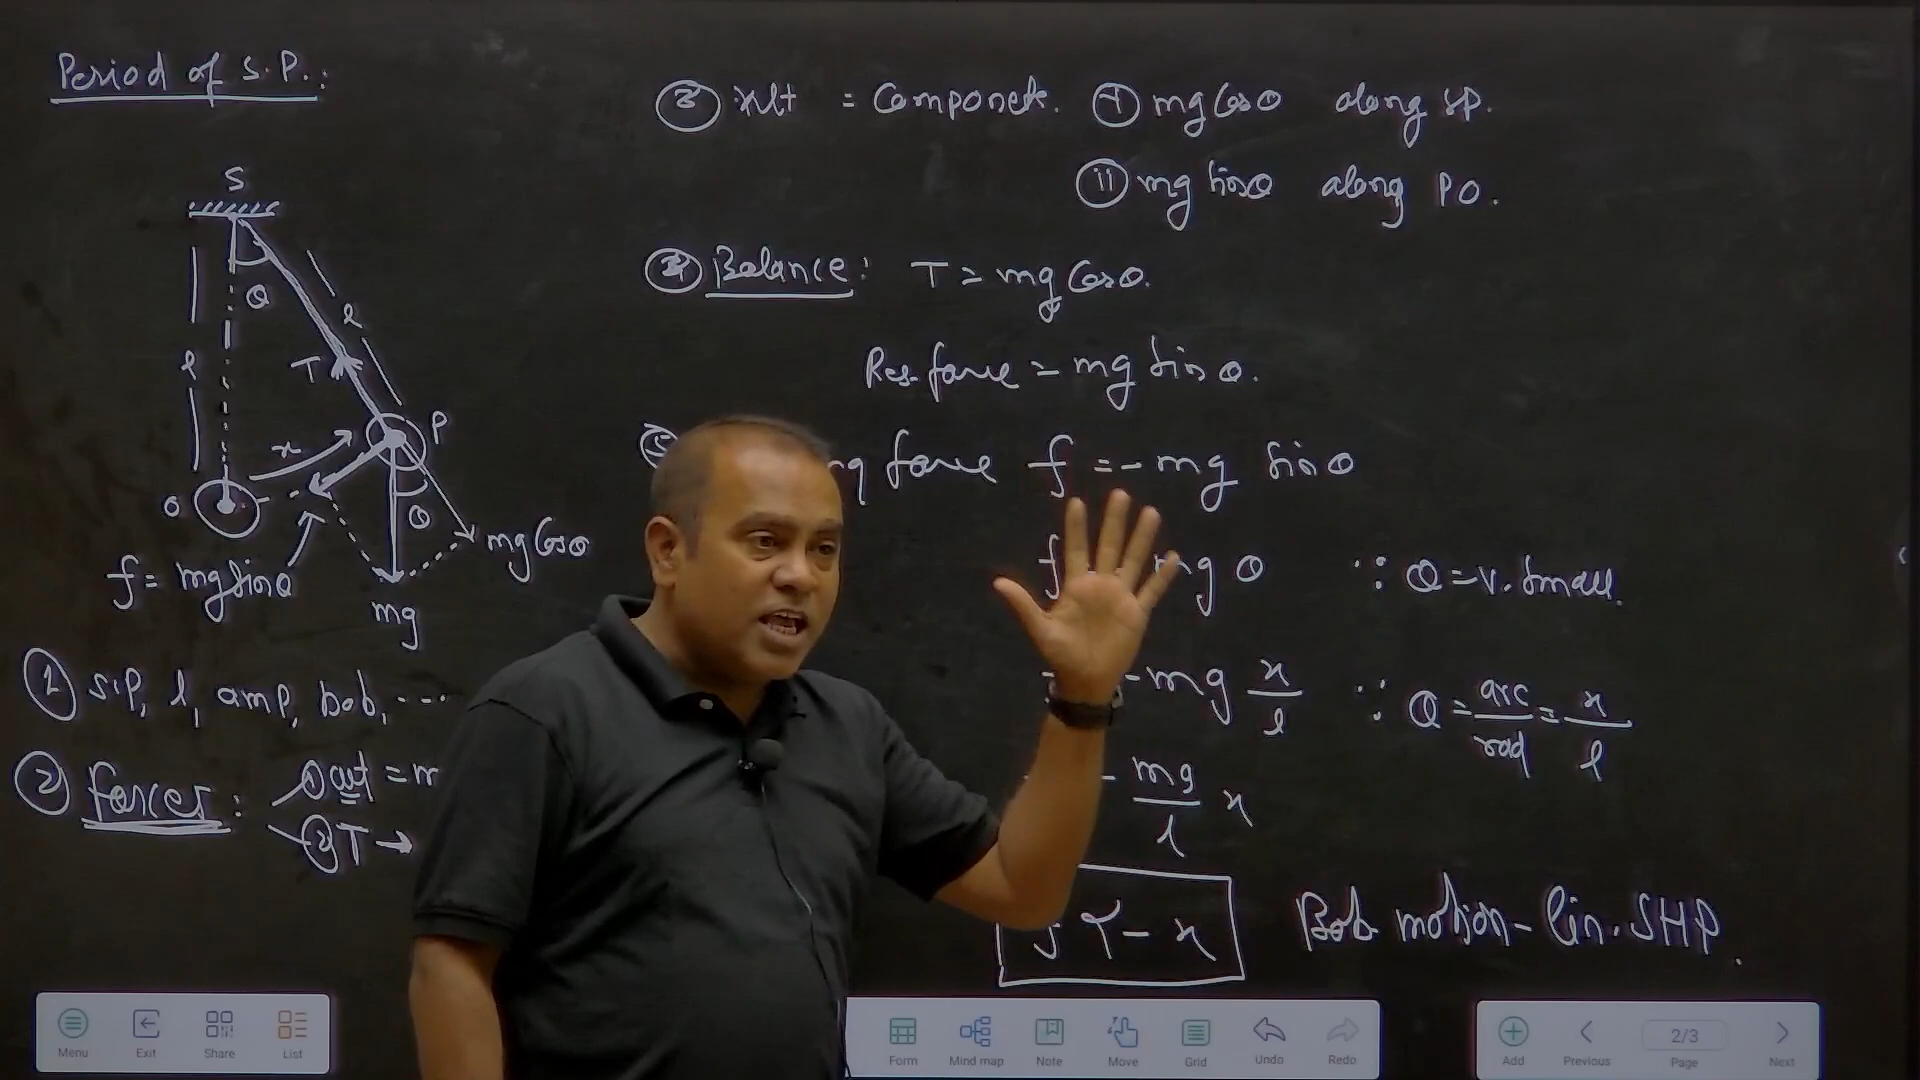 Period of S.P.:
S
θ
l
l
T
P
x
O
θ
mg Cosθ
f = mg sinθ
mg
① S.P, l, amp, bob, ...
② forces: ① wt = m
② T →
③ wt = Component. ⓘ mg Cosθ along SP.
ⓘⓘ mg sinθ along PO.
④ Balance: T = mg Cosθ.
Res. force = mg sinθ.
⑤ force f = - mg sinθ
f mg θ ∵ θ = v. small.
- mg x/l ∵ θ = arc/rad = x/l
- mg/l x
f ∝ - x Bob motion - lin. SHM.
Menu Exit Share List
Form Mind map Note Move Grid Undo Redo
Add Previous 2/3 Page Next